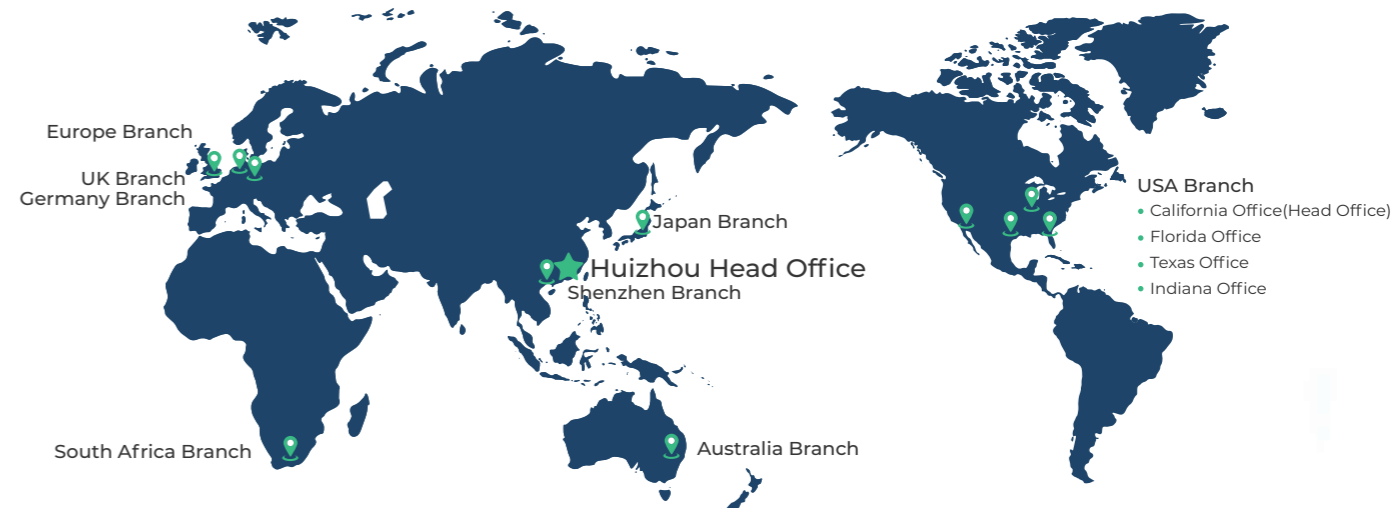 Europe Branch
UK Branch
Germany Branch
Japan Branch
Huizhou Head Office
Shenzhen Branch
South Africa Branch
Australia Branch
USA Branch
• California Office(Head Office)
• Florida Office
• Texas Office
• Indiana Office